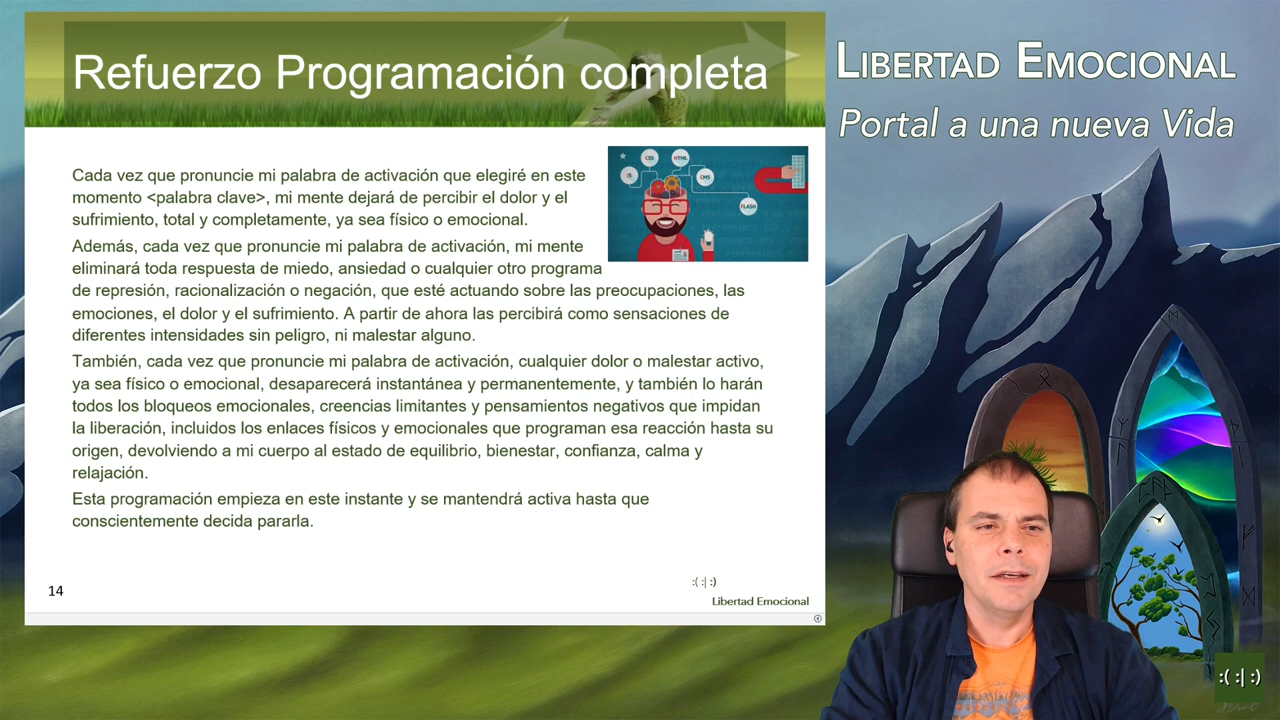 Refuerzo Programación completa
LIBERTAD EMOCIONAL
Portal a una nueva Vida
Cada vez que pronuncie mi palabra de activación que elegiré en este
momento <palabra clave>, mi mente dejará de percibir el dolor y el
sufrimiento, total y completamente, ya sea físico o emocional.
Además, cada vez que pronuncie mi palabra de activación, mi mente
eliminará toda respuesta de miedo, ansiedad o cualquier otro programa
de represión, racionalización o negación, que esté actuando sobre las preocupaciones, las
emociones, el dolor y el sufrimiento. A partir de ahora las percibirá como sensaciones de
diferentes intensidades sin peligro, ni malestar alguno.
También, cada vez que pronuncie mi palabra de activación, cualquier dolor o malestar activo,
ya sea físico o emocional, desaparecerá instantánea y permanentemente, y también lo harán
todos los bloqueos emocionales, creencias limitantes y pensamientos negativos que impidan
la liberación, incluidos los enlaces físicos y emocionales que programan esa reacción hasta su
origen, devolviendo a mi cuerpo al estado de equilibrio, bienestar, confianza, calma y
relajación.
Esta programación empieza en este instante y se mantendrá activa hasta que
conscientemente decida pararla.
JS
CSS
HTML
CMS
FLASH
14
:( :| :)
Libertad Emocional
:( :| :)